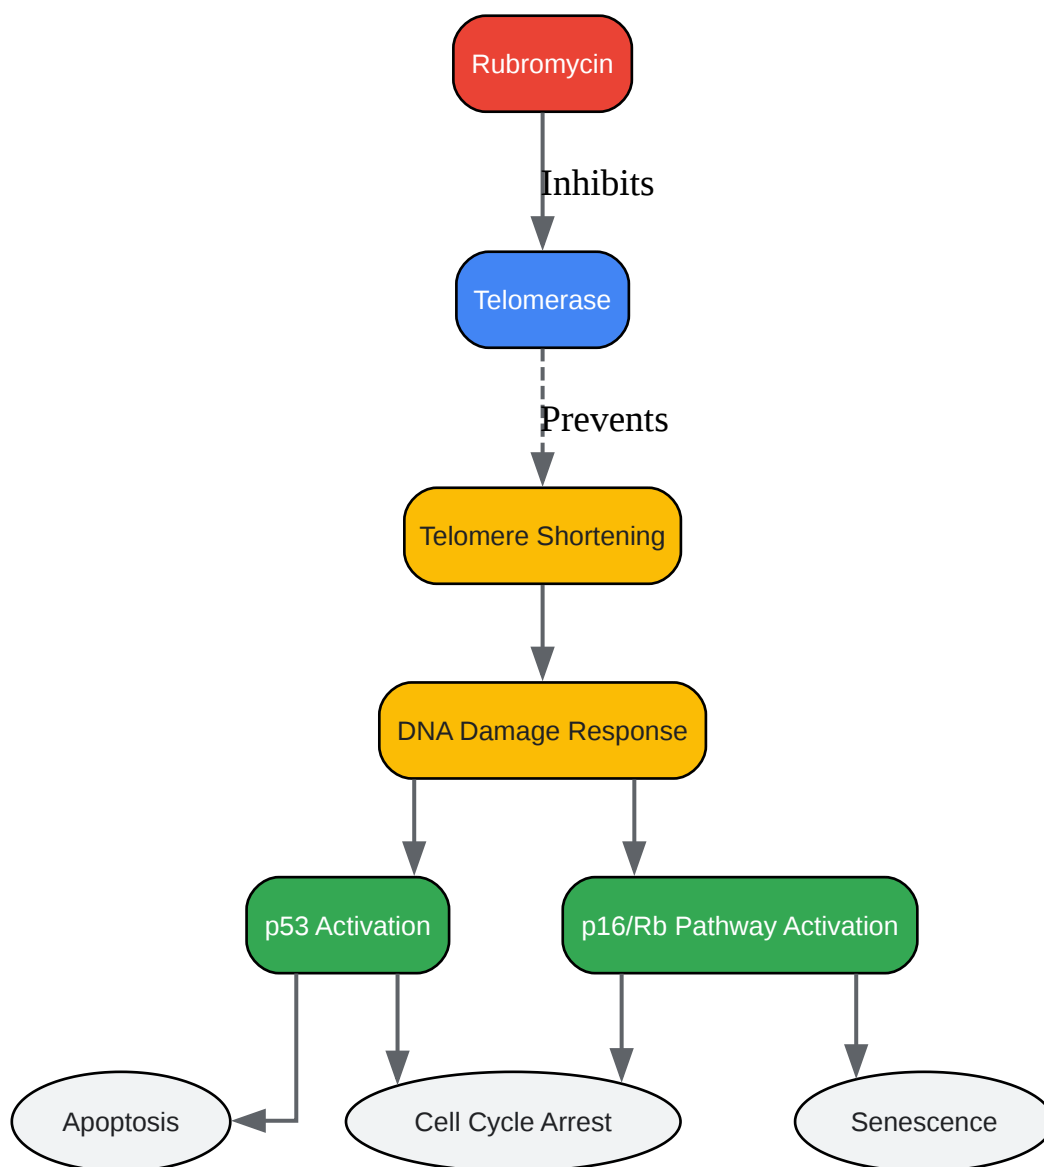 Rubromycin
Inhibits
Telomerase
Prevents
Telomere Shortening
DNA Damage Response
p53 Activation
p16/Rb Pathway Activation
Apoptosis
Cell Cycle Arrest
Senescence